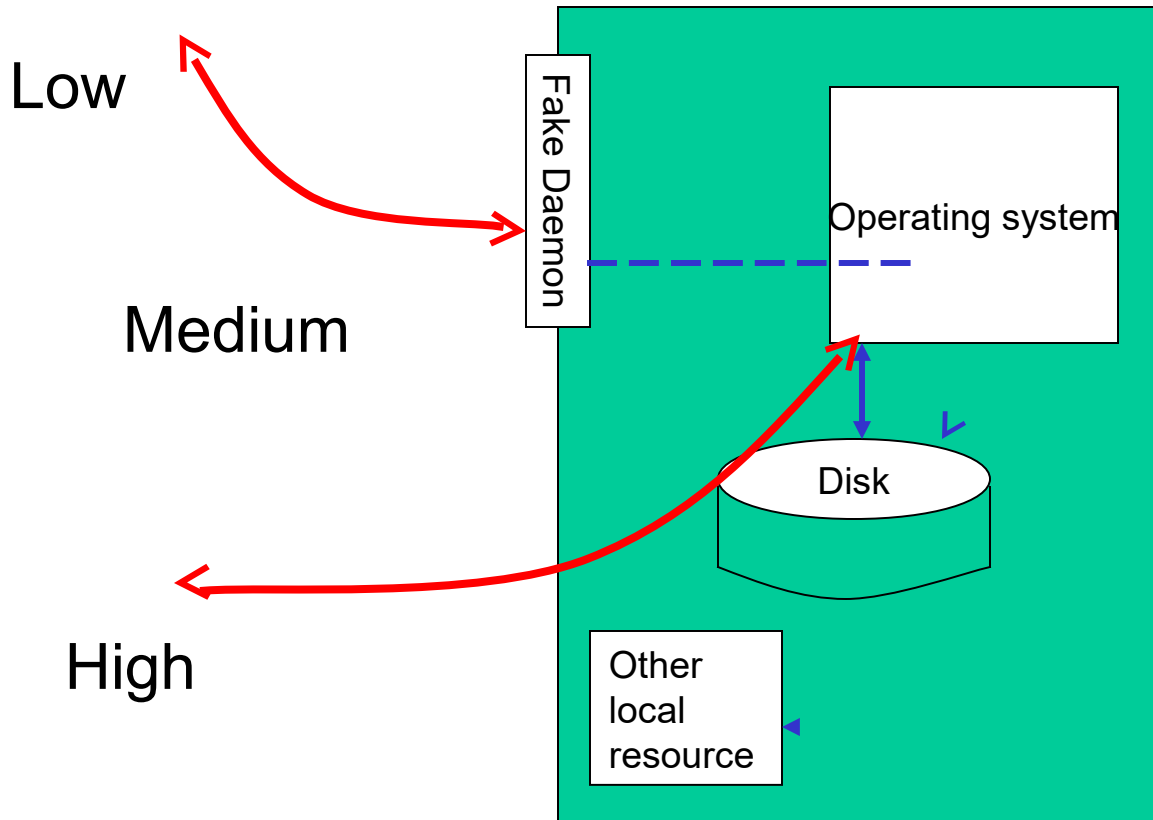 Low
Fake Daemon
Operating system
Medium
Disk
High
Other
local
resource